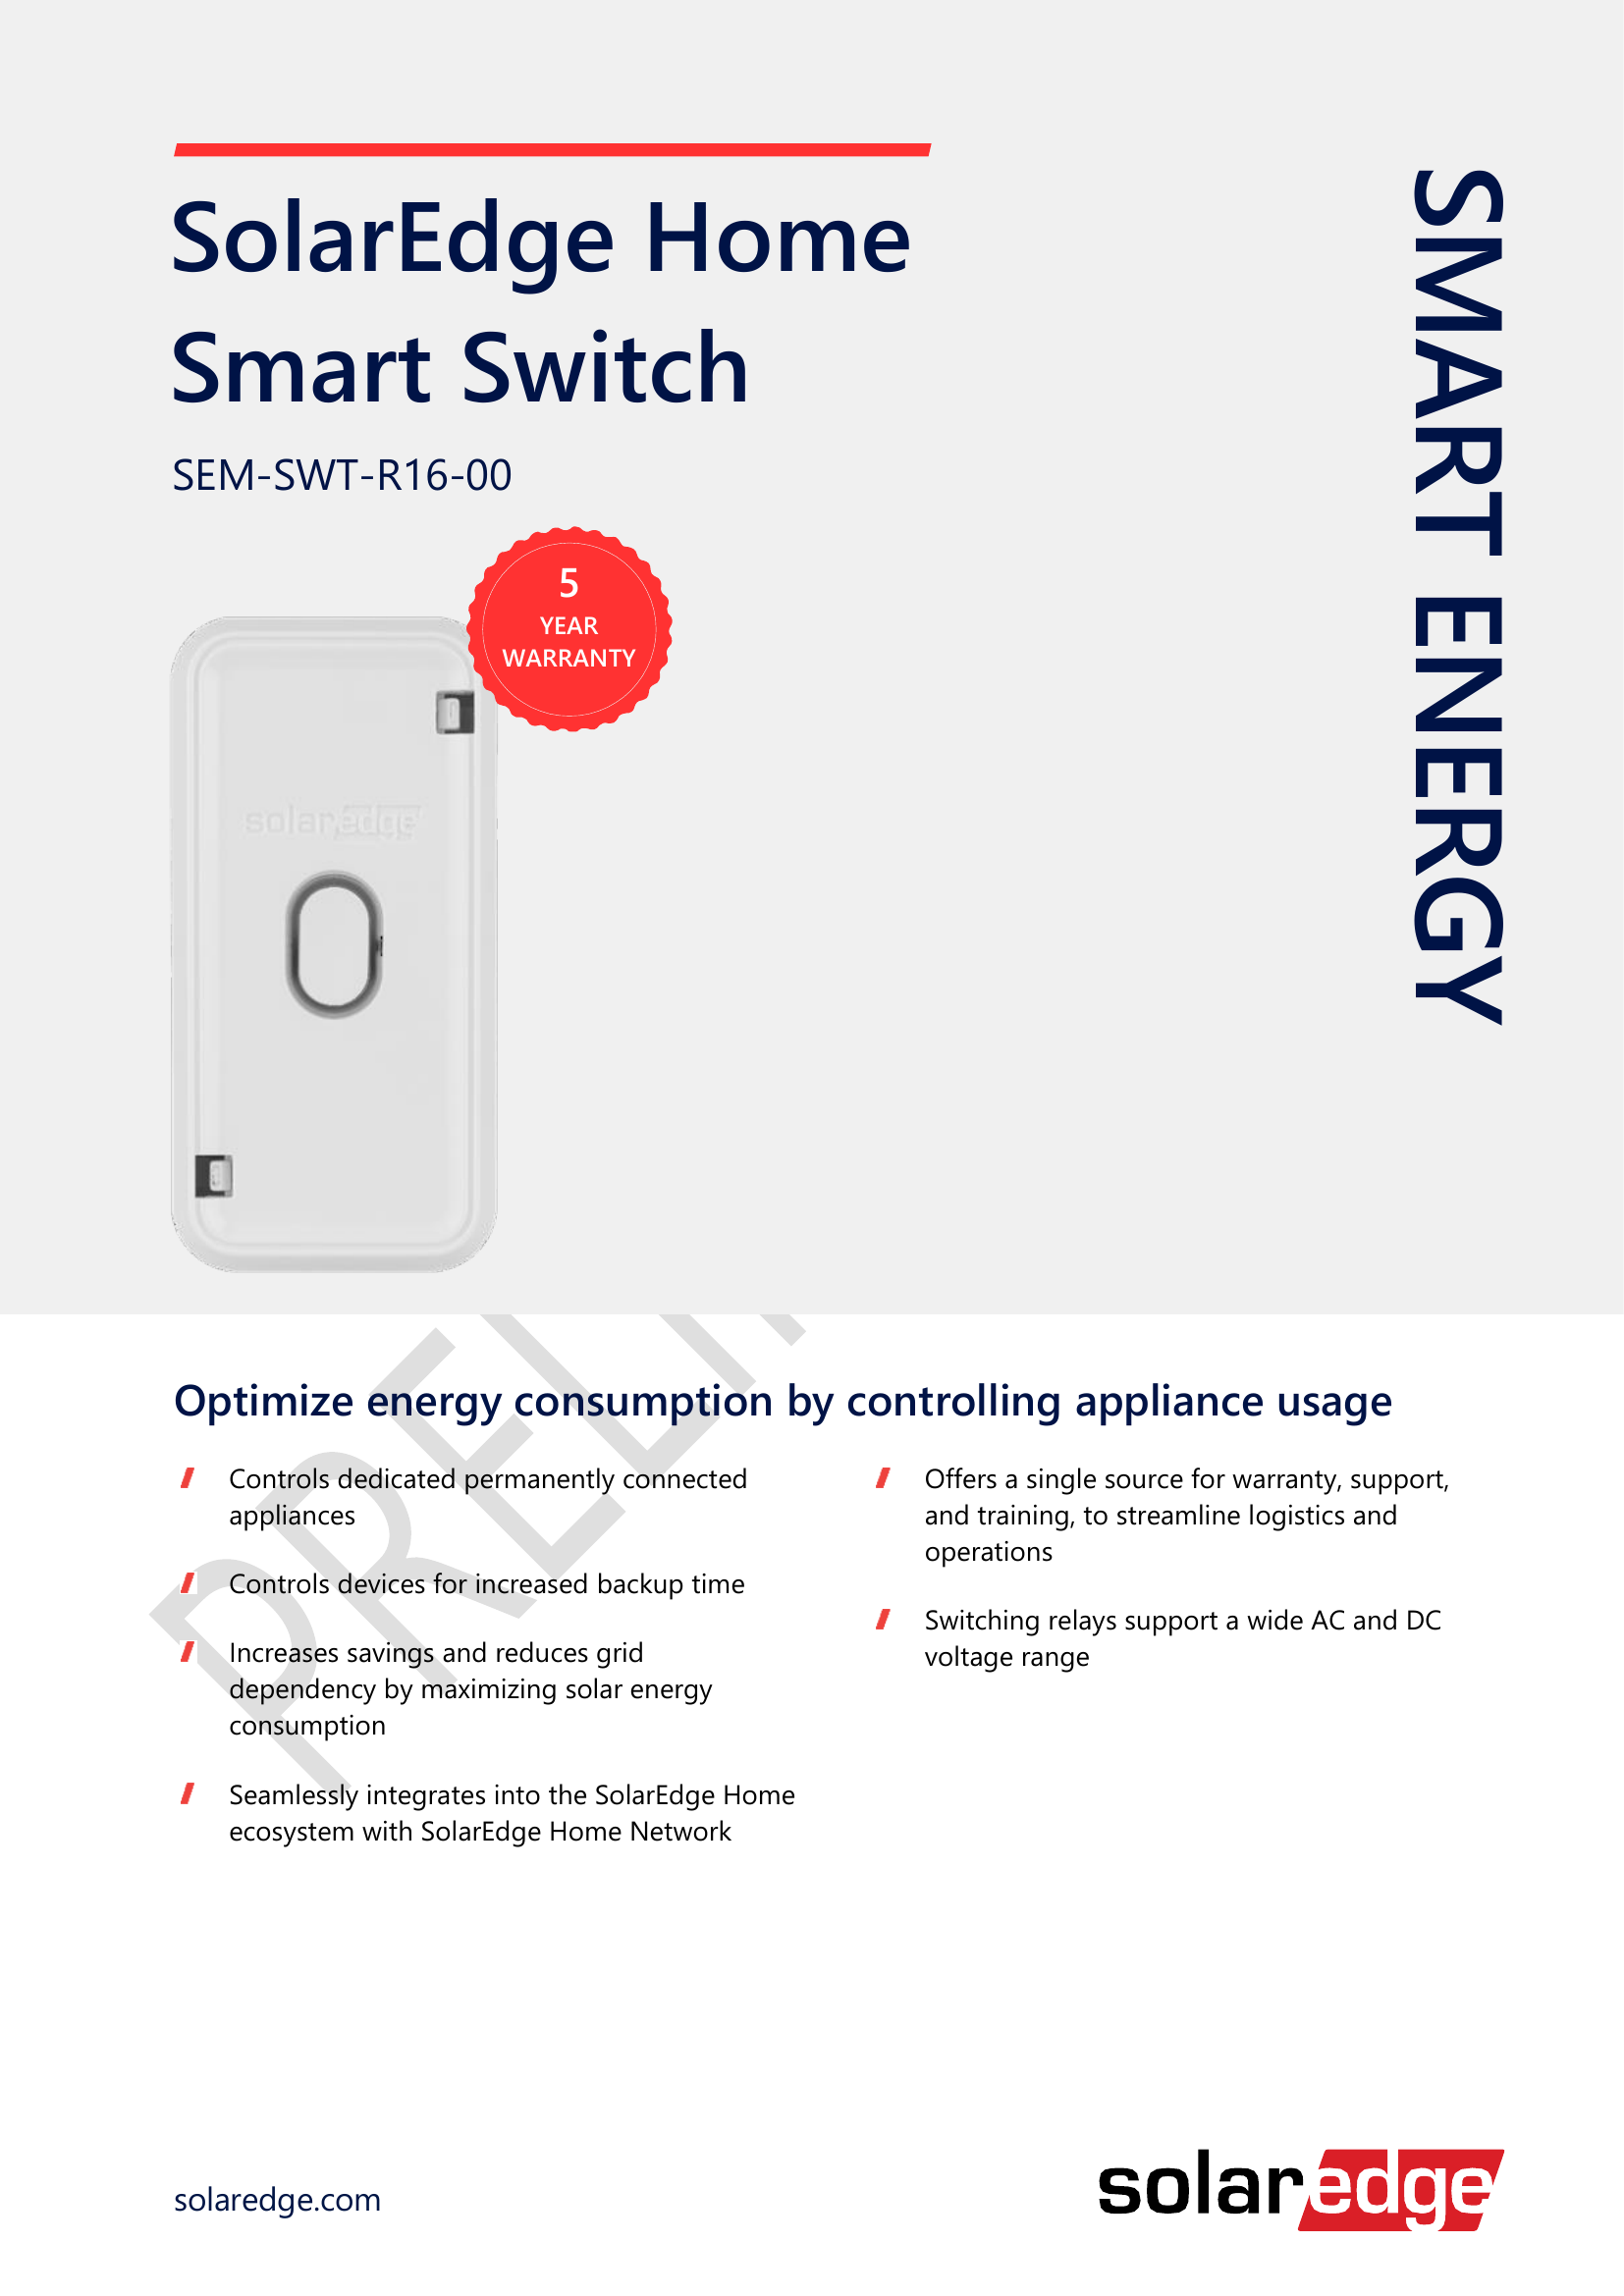 SolarEdge Home
Smart Switch
SEM-SWT-R16-00
5
YEAR
WARRANTY
solaredge
SMART ENERGY
Optimize energy consumption by controlling appliance usage
Controls dedicated permanently connected
appliances
Controls devices for increased backup time
Increases savings and reduces grid
dependency by maximizing solar energy
consumption
Seamlessly integrates into the SolarEdge Home
ecosystem with SolarEdge Home Network
Offers a single source for warranty, support,
and training, to streamline logistics and
operations
Switching relays support a wide AC and DC
voltage range
solaredge.com
solaredge